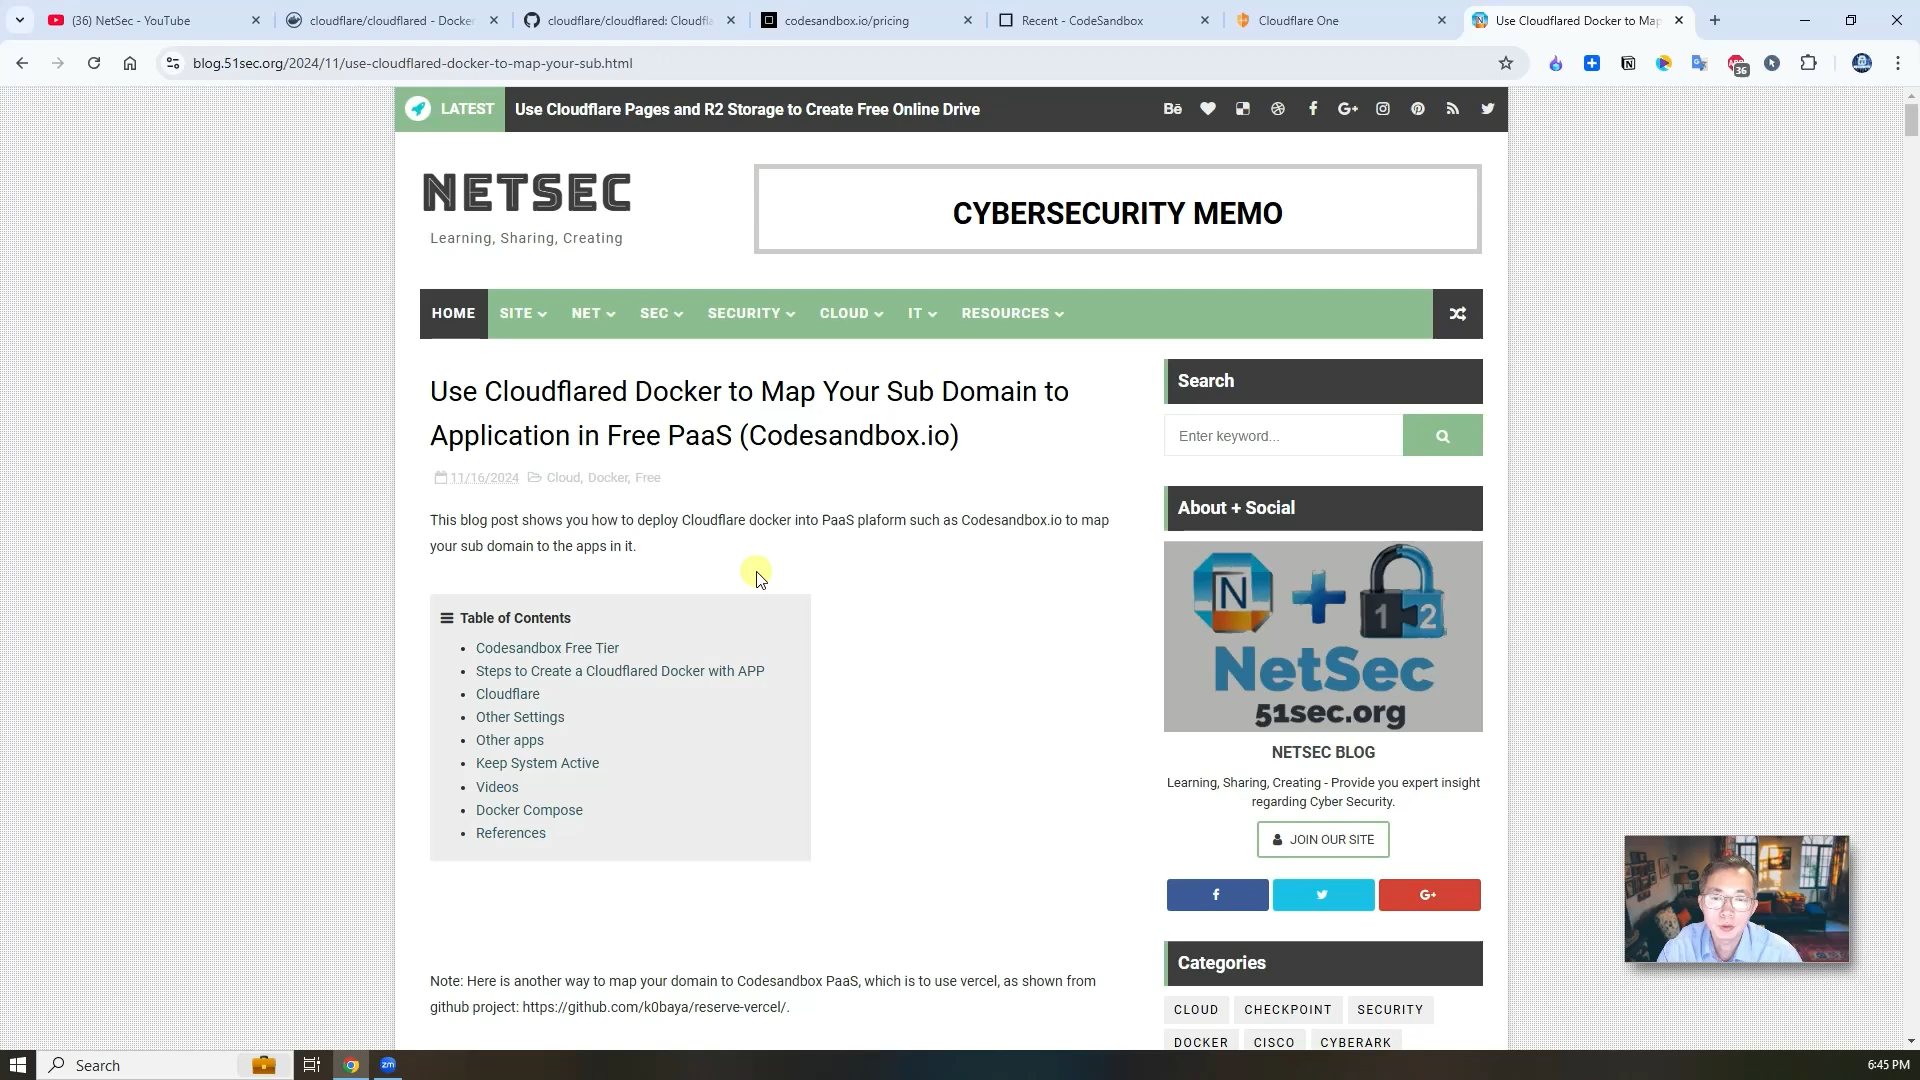 (36) NetSec - YouTube
cloudflare/cloudflared - Docker
cloudflare/cloudflared: Cloudfla
codesandbox.io/pricing
Recent - CodeSandbox
Cloudflare One
Use Cloudflared Docker to Map
blog.51sec.org/2024/11/use-cloudflared-docker-to-map-your-sub.html
36
LATEST
Use Cloudflare Pages and R2 Storage to Create Free Online Drive
NETSEC
Learning, Sharing, Creating
CYBERSECURITY MEMO
HOME
SITE
NET
SEC
SECURITY
CLOUD
IT
RESOURCES
Use Cloudflared Docker to Map Your Sub Domain to
Application in Free PaaS (Codesandbox.io)
11/16/2024 Cloud, Docker, Free
This blog post shows you how to deploy Cloudflare docker into PaaS plaform such as Codesandbox.io to map
your sub domain to the apps in it.
Table of Contents
Codesandbox Free Tier
Steps to Create a Cloudflared Docker with APP
Cloudflare
Other Settings
Other apps
Keep System Active
Videos
Docker Compose
References
Note: Here is another way to map your domain to Codesandbox PaaS, which is to use vercel, as shown from
github project: https://github.com/k0baya/reserve-vercel/.
Search
Enter keyword...
About + Social
N
1 2
NetSec
51sec.org
NETSEC BLOG
Learning, Sharing, Creating - Provide you expert insight
regarding Cyber Security.
JOIN OUR SITE
Categories
CLOUD
CHECKPOINT
SECURITY
DOCKER
CISCO
CYBERARK
Search
zm
6:45 PM